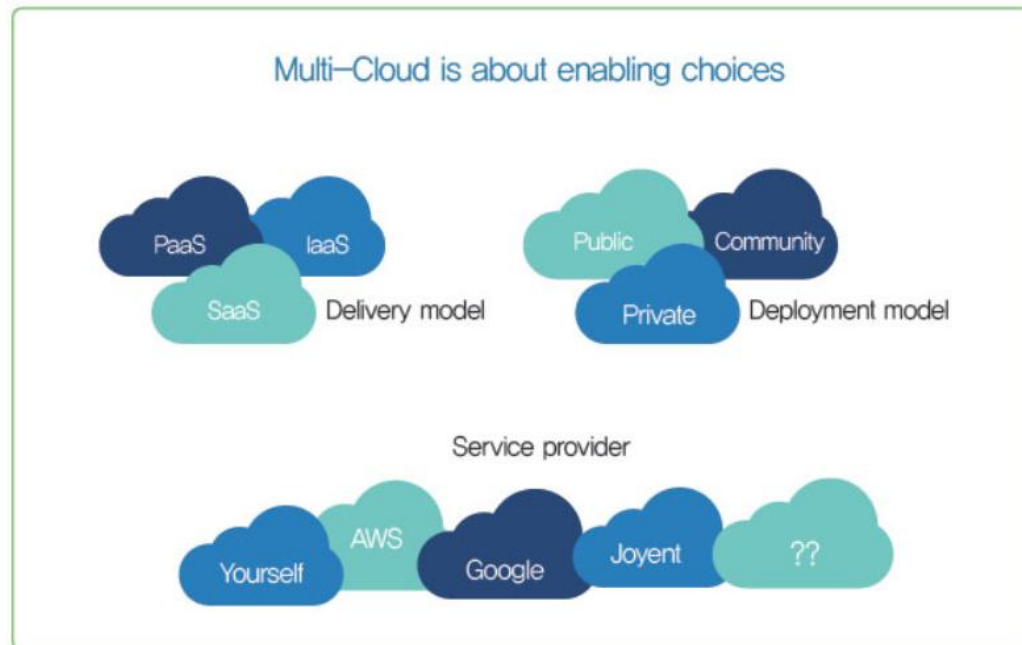 Multi-Cloud is about enabling choices
PaaS
IaaS
SaaS
Delivery model
Public
Community
Private
Deployment model
Service provider
Yourself
AWS
Google
Joyent
??